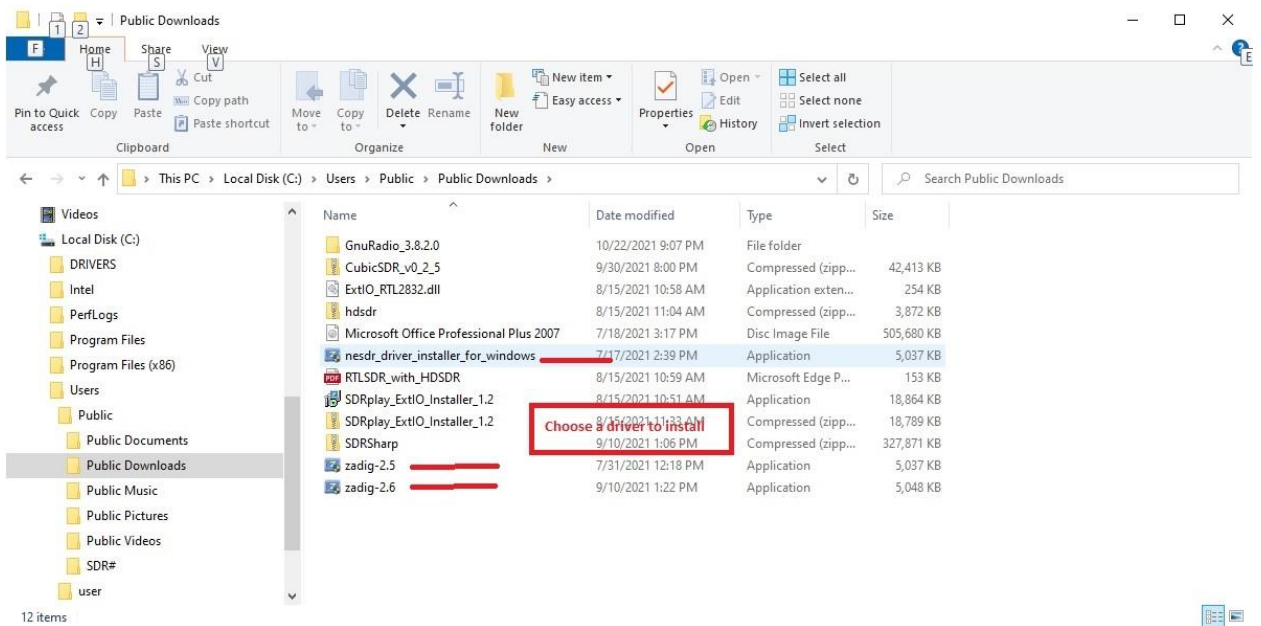 1 2 Public Downloads
F Home Share View E
H S V
Pin to Quick access
Copy
Paste
Cut
Copy path
Paste shortcut
Clipboard
Move to
Copy to
Delete
Rename
Organize
New folder
New item
Easy access
New
Properties
Open
Edit
History
Open
Select all
Select none
Invert selection
Select
This PC > Local Disk (C:) > Users > Public > Public Downloads >
Search Public Downloads
Videos
Local Disk (C:)
DRIVERS
Intel
PerfLogs
Program Files
Program Files (x86)
Users
Public
Public Documents
Public Downloads
Public Music
Public Pictures
Public Videos
SDR#
user
Name Date modified Type Size
GnuRadio_3.8.2.0 10/22/2021 9:07 PM File folder
CubicSDR_v0_2_5 9/30/2021 8:00 PM Compressed (zipp... 42,413 KB
ExtIO_RTL2832.dll 8/15/2021 10:58 AM Application exten... 254 KB
hdsdr 8/15/2021 11:04 AM Compressed (zipp... 3,872 KB
Microsoft Office Professional Plus 2007 7/18/2021 3:17 PM Disc Image File 505,680 KB
nesdr_driver_installer_for_windows 7/17/2021 2:39 PM Application 5,037 KB
PDF RTLSDR_with_HDSDR 8/15/2021 10:59 AM Microsoft Edge P... 153 KB
SDRplay_ExtIO_Installer_1.2 8/15/2021 10:51 AM Application 18,864 KB
SDRplay_ExtIO_Installer_1.2 8/15/2021 11:33 AM Compressed (zipp... 18,789 KB
Choose a driver to install
SDRSharp 9/10/2021 1:06 PM Compressed (zipp... 327,871 KB
zadig-2.5 7/31/2021 12:18 PM Application 5,037 KB
zadig-2.6 9/10/2021 1:22 PM Application 5,048 KB
12 items